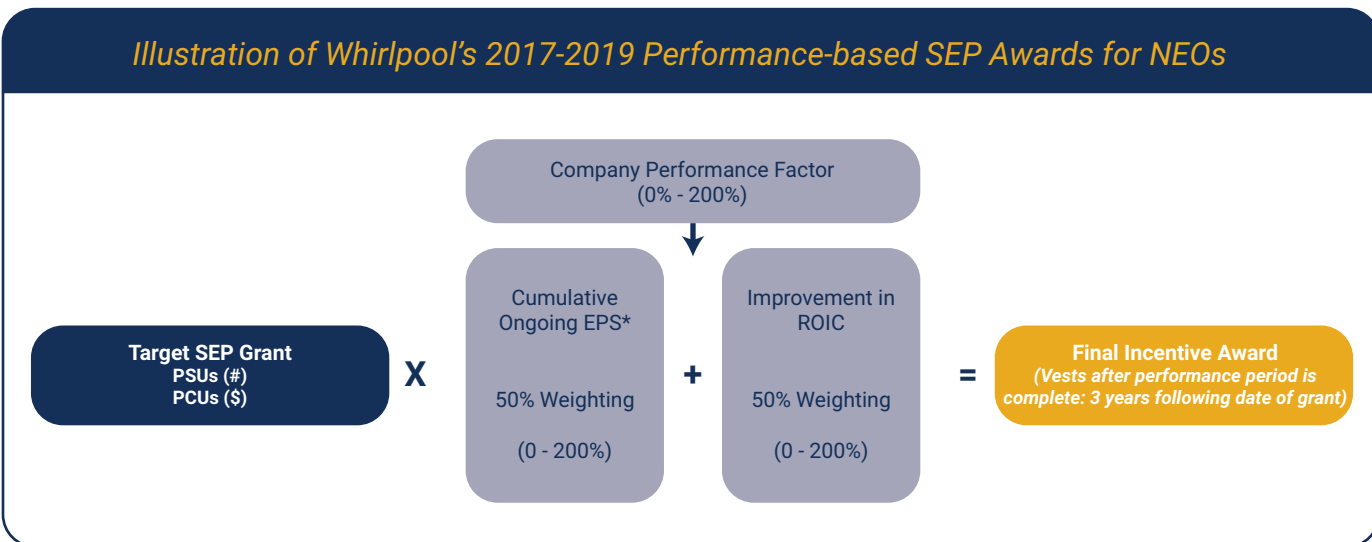 Illustration of Whirlpool's 2017-2019 Performance-based SEP Awards for NEOs
Company Performance Factor
(0% - 200%)
Target SEP Grant
PSUs (#)
PCUs ($)
X
Cumulative
Ongoing EPS*
50% Weighting
(0 - 200%)
+
Improvement in
ROIC
50% Weighting
(0 - 200%)
=
Final Incentive Award
(Vests after performance period is
complete: 3 years following date of grant)